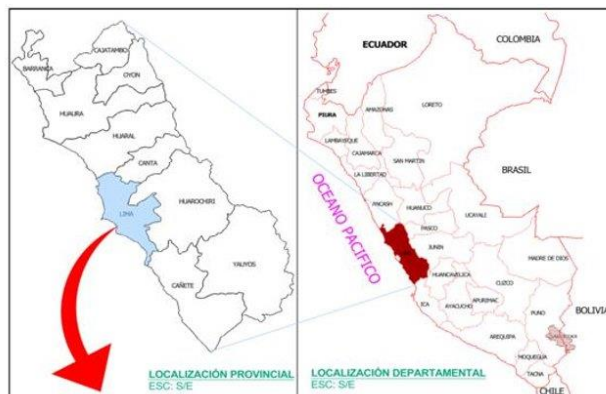 CAJATAMBO
BARRANCA
OYON
HUAURA
HUARAL
CANTA
LIMA
HUAROCHIRI
YAUYOS
CAÑETE
LOCALIZACIÓN PROVINCIAL
ESC: S/E
ECUADOR
COLOMBIA
TUMBES
PIURA
AMAZONAS
LORETO
LAMBAYEQUE
CAJAMARCA
SAN MARTIN
LA LIBERTAD
BRASIL
ANCASH
HUANUCO
UCAYALI
PASCO
OCEANO PACÍFICO
JUNIN
MADRE DE DIOS
HUANCAVELICA
CUZCO
ICA
AYACUCHO
APURIMAC
PUNO
BOLIVIA
AREQUIPA
MOQUEGUA
TACNA
CHILE
LOCALIZACIÓN DEPARTAMENTAL
ESC: S/E